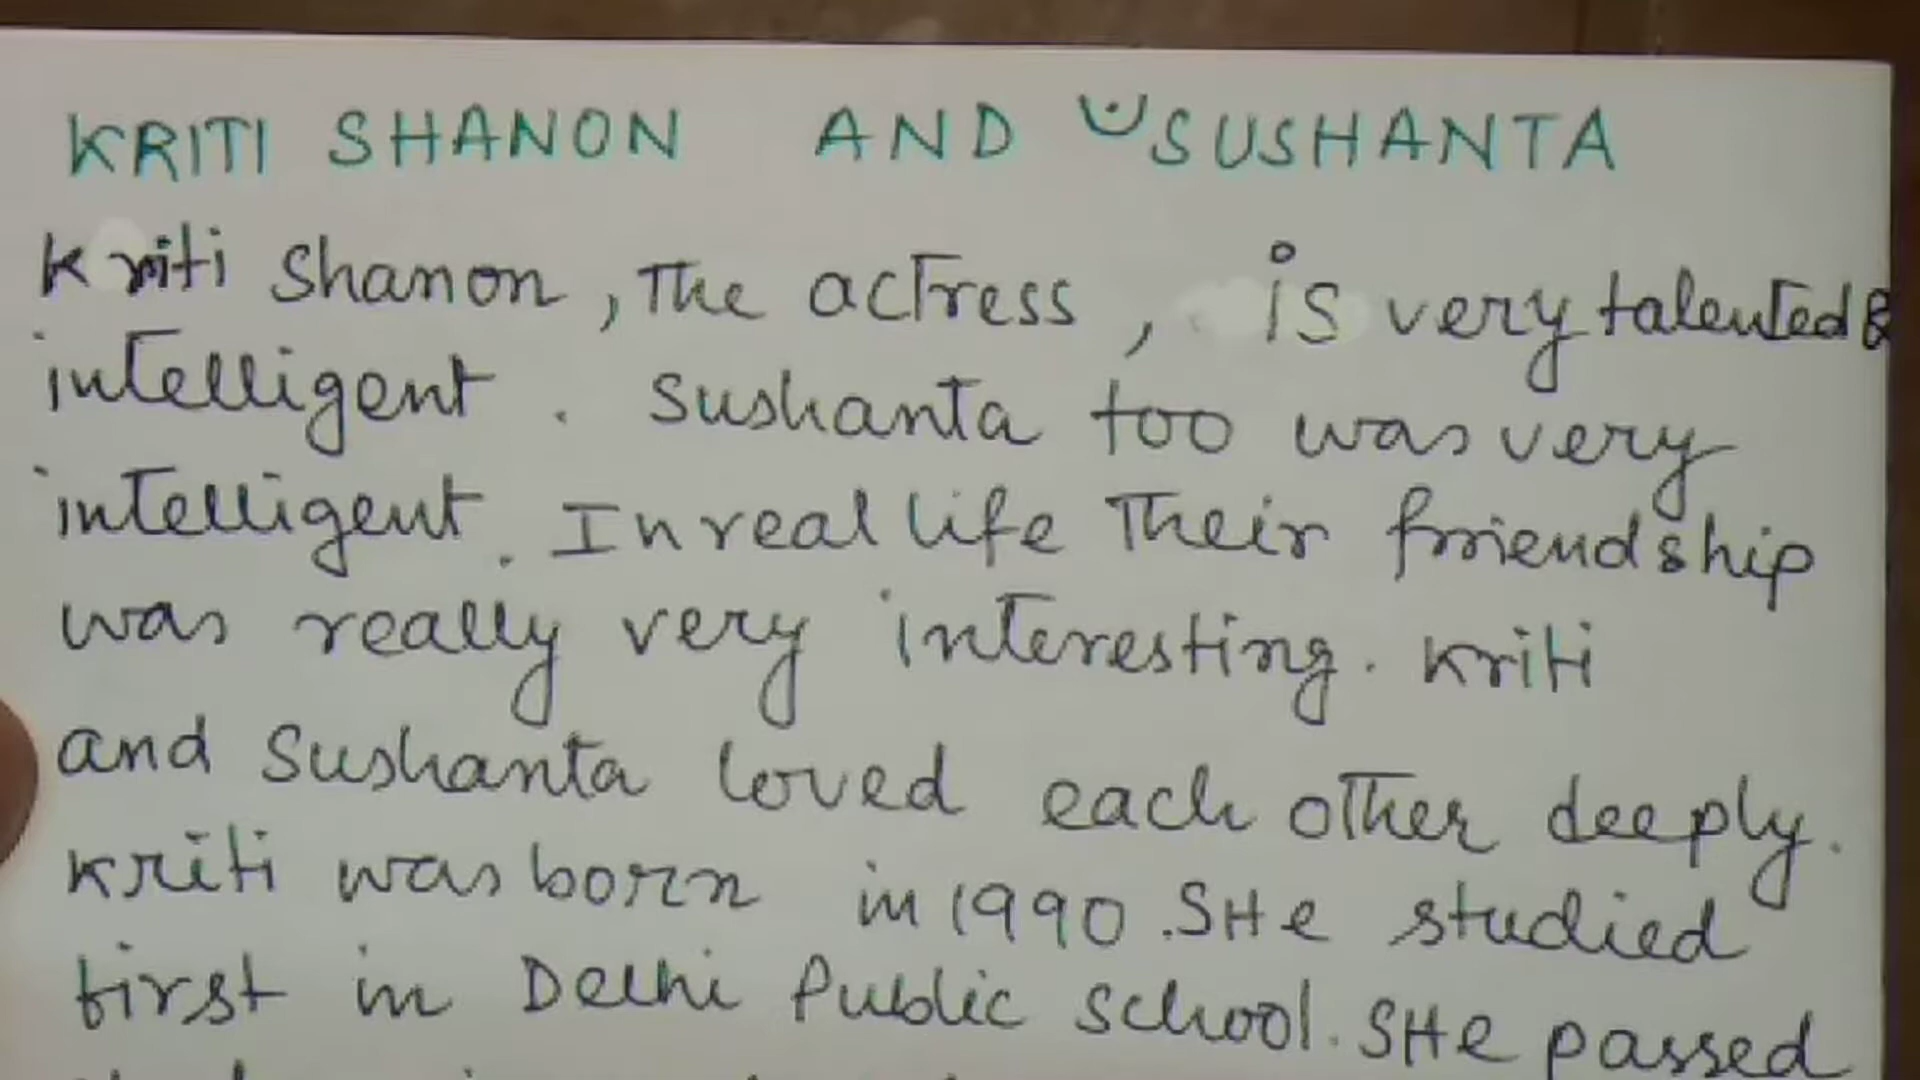 KRITI SHANON AND SUSHANTA
Kriti Shanon, The actress, is very talented &
intelligent. Sushanta too was very
intelligent. In real life Their friendship
was really very interesting. Kriti
and Sushanta loved each other deeply.
Kriti was born in 1990. SHe studied
first in Delhi Public School. SHe passed